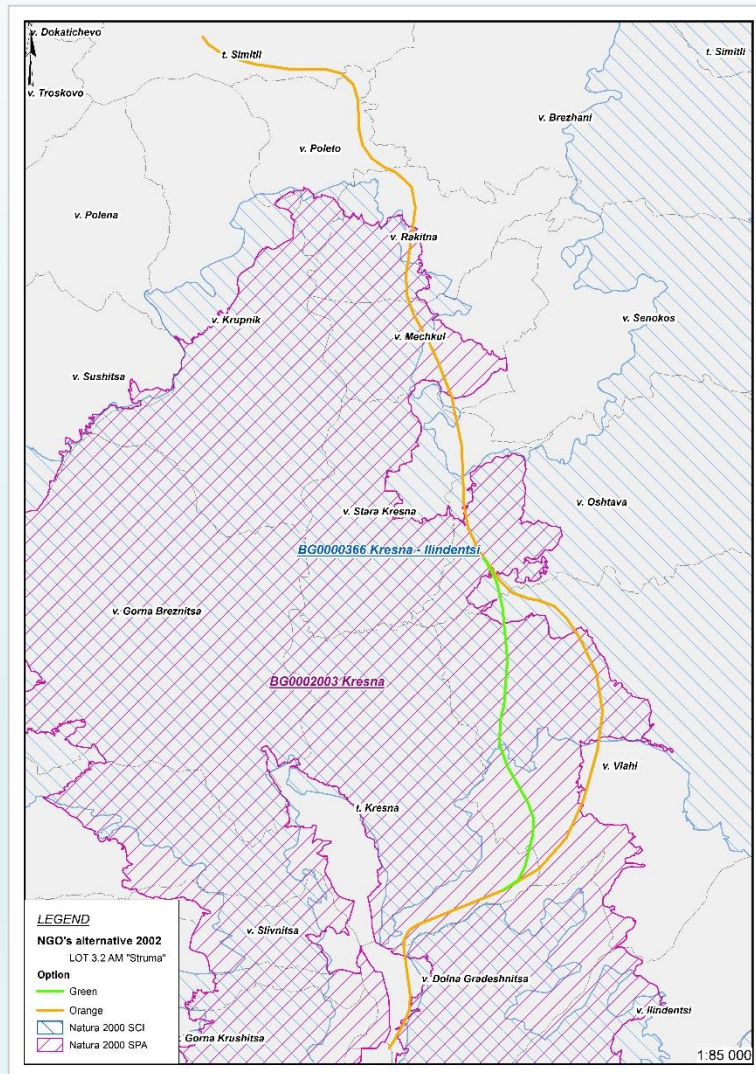 v. Dokatichevo
t. Simitli
t. Simitli
v. Troskovo
v. Brezhani
v. Poleto
v. Polena
v. Rakitna
v. Krupnik
v. Senokos
v. Mechkul
v. Sushitsa
v. Oshtava
v. Stara Kresna
BG0000366 Kresna - Ilindentsi
v. Gorna Breznitsa
BG0002003 Kresna
v. Vlahi
t. Kresna
v. Slivnitsa
v. Dolna Gradeshnitsa
v. Ilindentsi
v. Gorna Krushitsa
LEGEND
NGO's alternative 2002
LOT 3.2 AM "Struma"
Option
Green
Orange
Natura 2000 SCI
Natura 2000 SPA
1:85 000